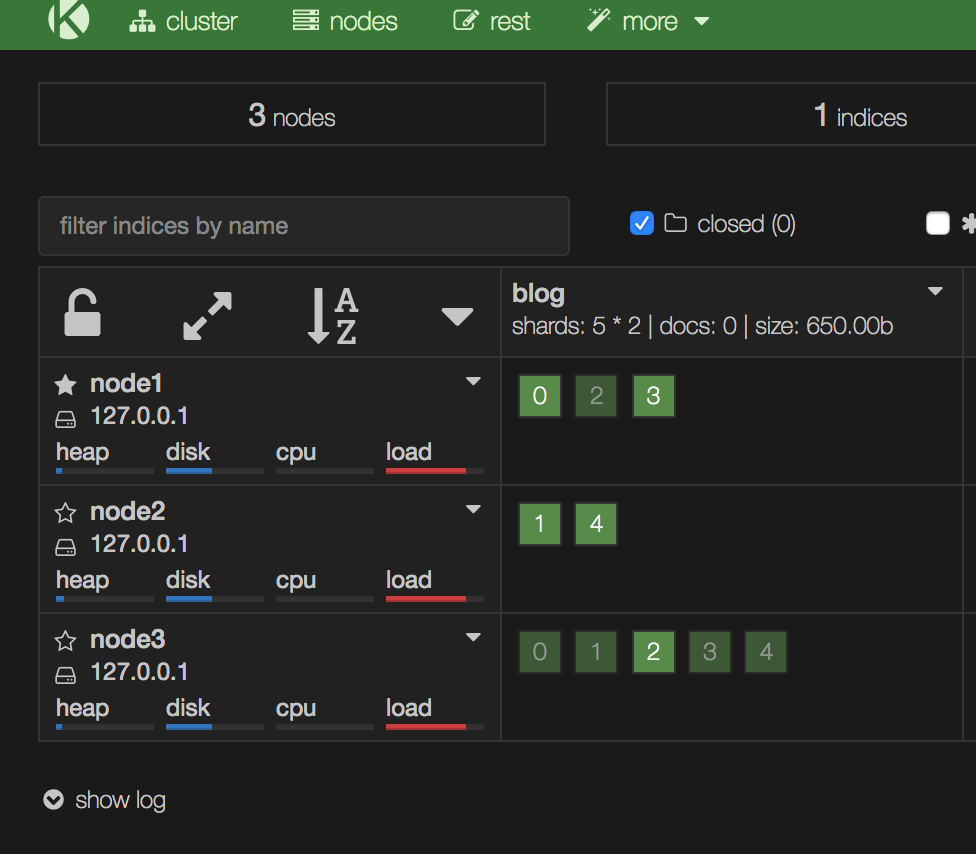 cluster nodes rest more
3 nodes
1 indices
filter indices by name
closed (0)
A
Z
blog
shards: 5 * 2 | docs: 0 | size: 650.00b
node1
127.0.0.1
heap disk cpu load
0 2 3
node2
127.0.0.1
heap disk cpu load
1 4
node3
127.0.0.1
heap disk cpu load
0 1 2 3 4
show log